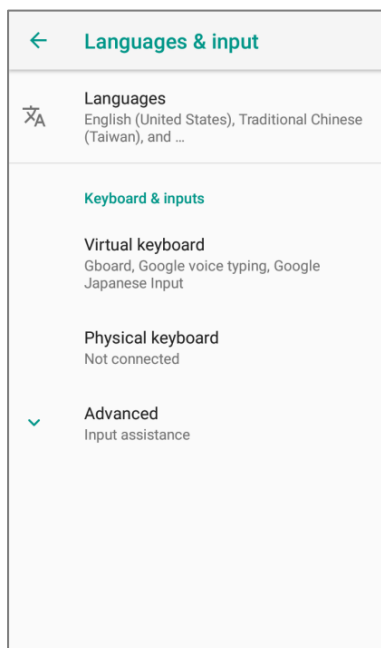 Languages & input
Languages
English (United States), Traditional Chinese
(Taiwan), and …
Keyboard & inputs
Virtual keyboard
Gboard, Google voice typing, Google
Japanese Input
Physical keyboard
Not connected
Advanced
Input assistance